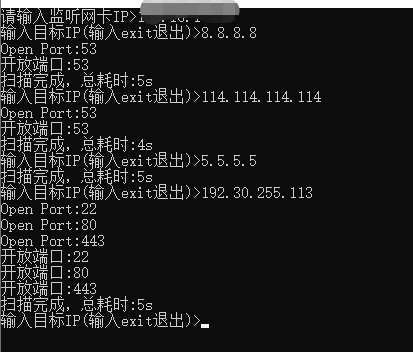 请输入监听网卡IP>1
输入目标IP(输入exit退出)>8.8.8.8
Open Port:53
开放端口:53
扫描完成，总耗时:5s
输入目标IP(输入exit退出)>114.114.114.114
Open Port:53
开放端口:53
扫描完成，总耗时:4s
输入目标IP(输入exit退出)>5.5.5.5
扫描完成，总耗时:5s
输入目标IP(输入exit退出)>192.30.255.113
Open Port:22
Open Port:80
Open Port:443
开放端口:22
开放端口:80
开放端口:443
扫描完成，总耗时:5s
输入目标IP(输入exit退出)>